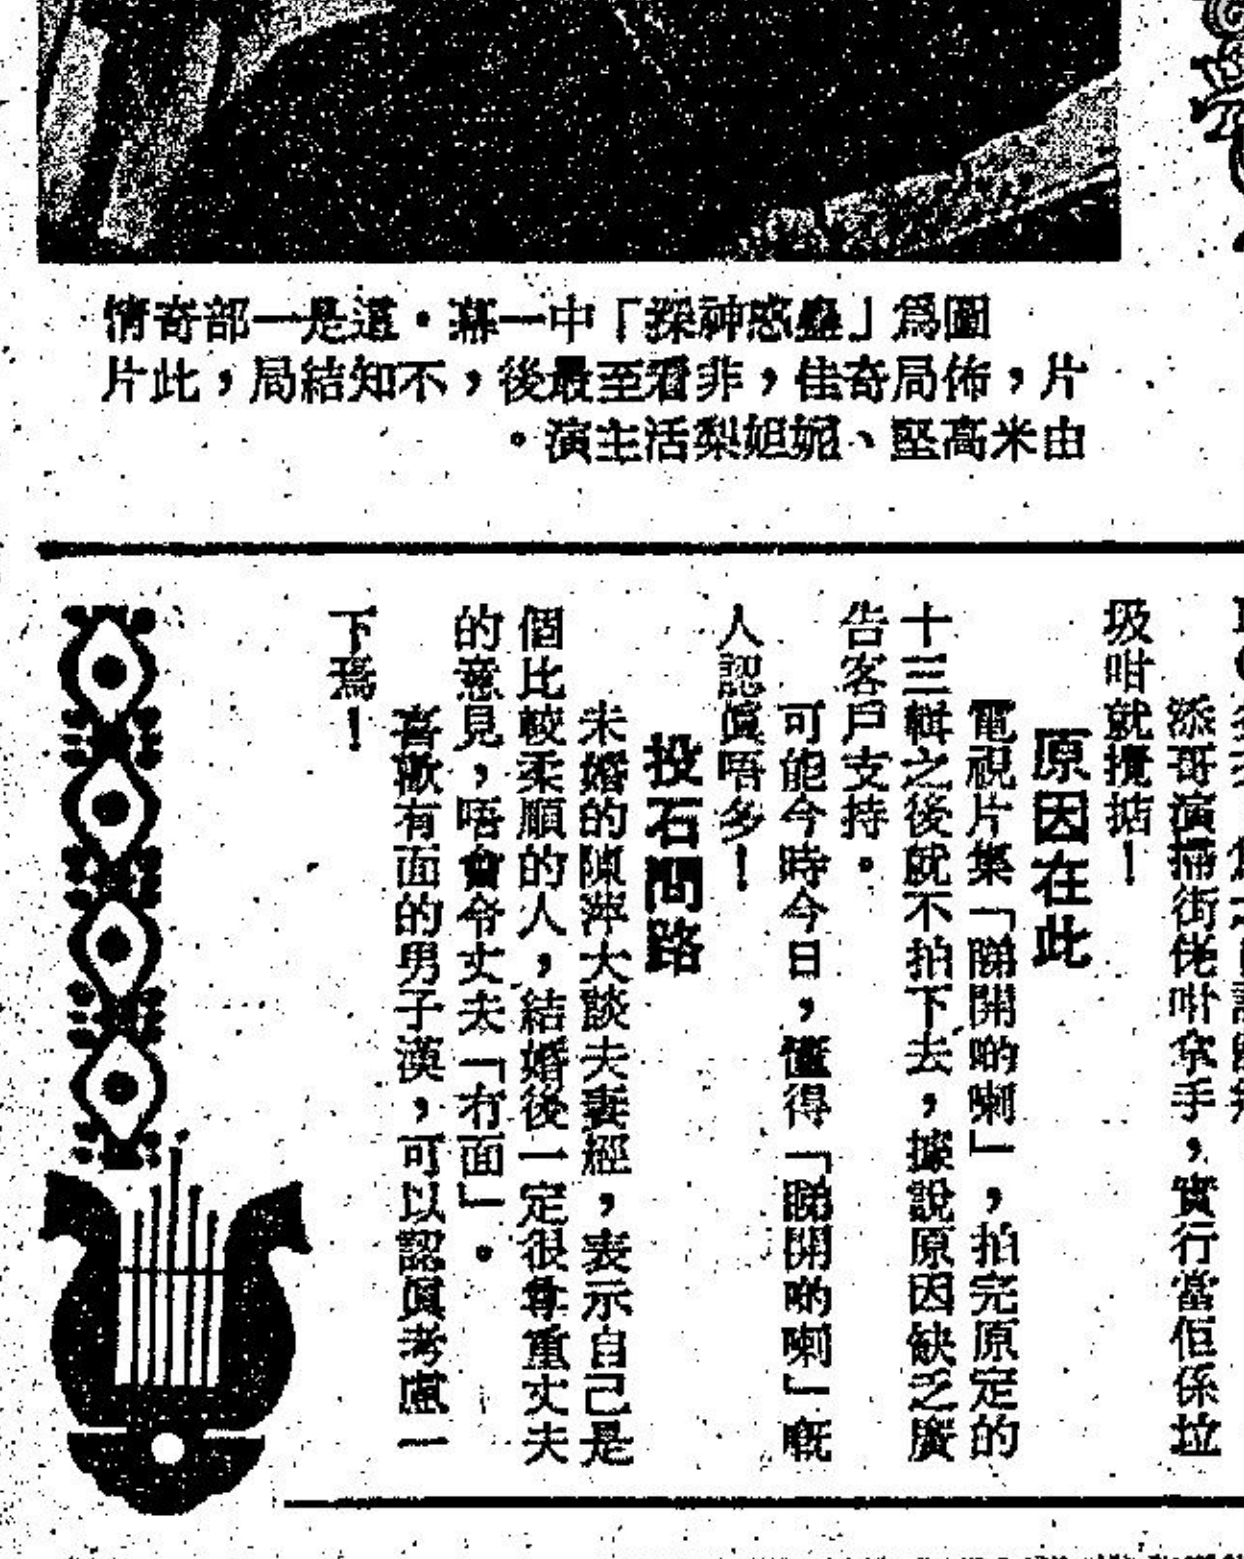 圖爲「蠱惑神探」中一幕・這是一部奇情
片，佈局奇佳，非看至最後，不知結局，此片
由米高堅、妮妲梨活主演。
添哥演掃街佬咁拿手，實行當佢係垃
圾咁就攪掂！
原因在此
電視片集「睇開啲喇」，拍完原定的
十三輯之後就不拍下去，據說原因缺乏廣
告客戶支持。
可能今時今日，懂得「睇開啲喇」嘅
人認眞唔多！
投石問路
未婚的陳萍大談夫妻經，表示自己是
個比較柔順的人，結婚後一定很尊重丈夫
的意見，唔會令丈夫「冇面」。
喜歡有面的男子漢，可以認眞考慮一
下焉！